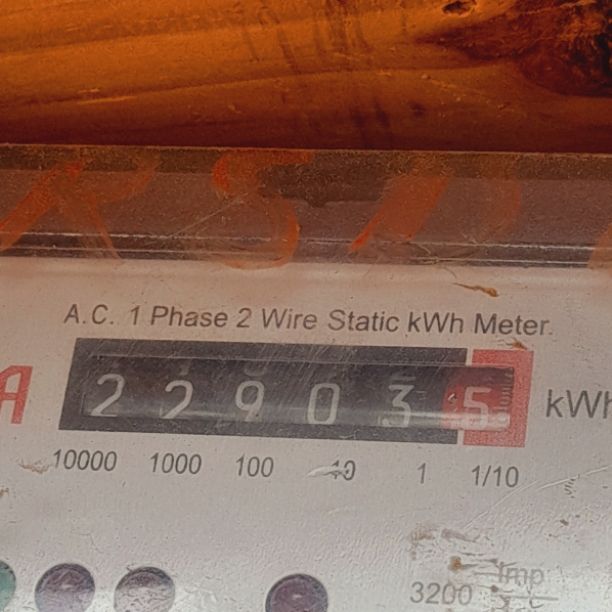 A.C. 1 Phase 2 Wire Static kWh Meter.
A 2 2 9 0 3 5 kWh
10000 1000 100 10 1 1/10
3200 Imp